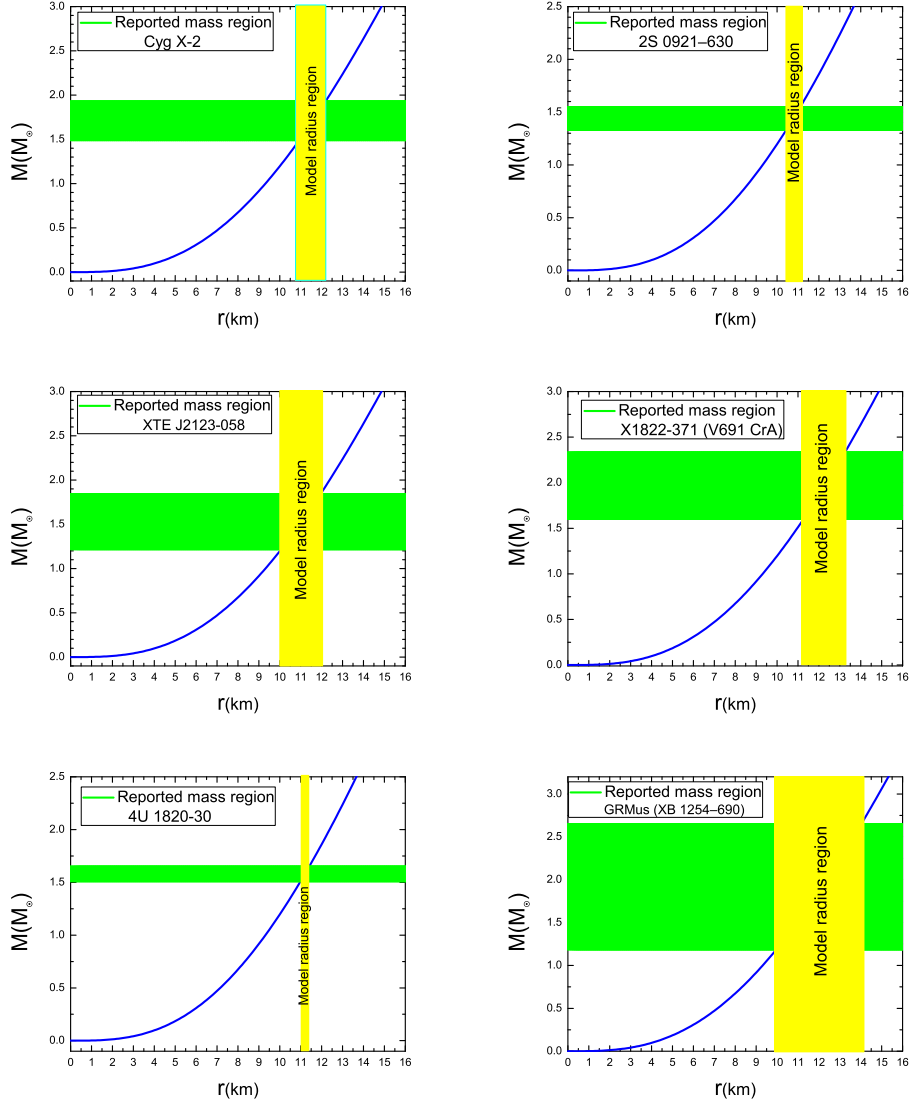 Reported mass region
Cyg X-2
3.0
2.5
2.0
1.5
1.0
0.5
0.0
M(M☉)
Model radius region
0 1 2 3 4 5 6 7 8 9 10 11 12 13 14 15 16
r(km)
Reported mass region
2S 0921–630
2.5
2.0
1.5
1.0
0.5
0.0
M(M☉)
Model radius region
0 1 2 3 4 5 6 7 8 9 10 11 12 13 14 15 16
r(km)
Reported mass region
XTE J2123-058
3.0
2.5
2.0
1.5
1.0
0.5
0.0
M(M☉)
Model radius region
0 1 2 3 4 5 6 7 8 9 10 11 12 13 14 15 16
r(km)
Reported mass region
X1822-371 (V691 CrA)
3.0
2.5
2.0
1.5
1.0
0.5
0.0
M(M☉)
Model radius region
0 1 2 3 4 5 6 7 8 9 10 11 12 13 14 15 16
r(km)
Reported mass region
4U 1820-30
2.5
2.0
1.5
1.0
0.5
0.0
M(M☉)
Model radius region
0 1 2 3 4 5 6 7 8 9 10 11 12 13 14 15 16
r(km)
Reported mass region
GRMus (XB 1254–690)
3.0
2.5
2.0
1.5
1.0
0.5
0.0
M(M☉)
Model radius region
0 1 2 3 4 5 6 7 8 9 10 11 12 13 14 15 16
r(km)